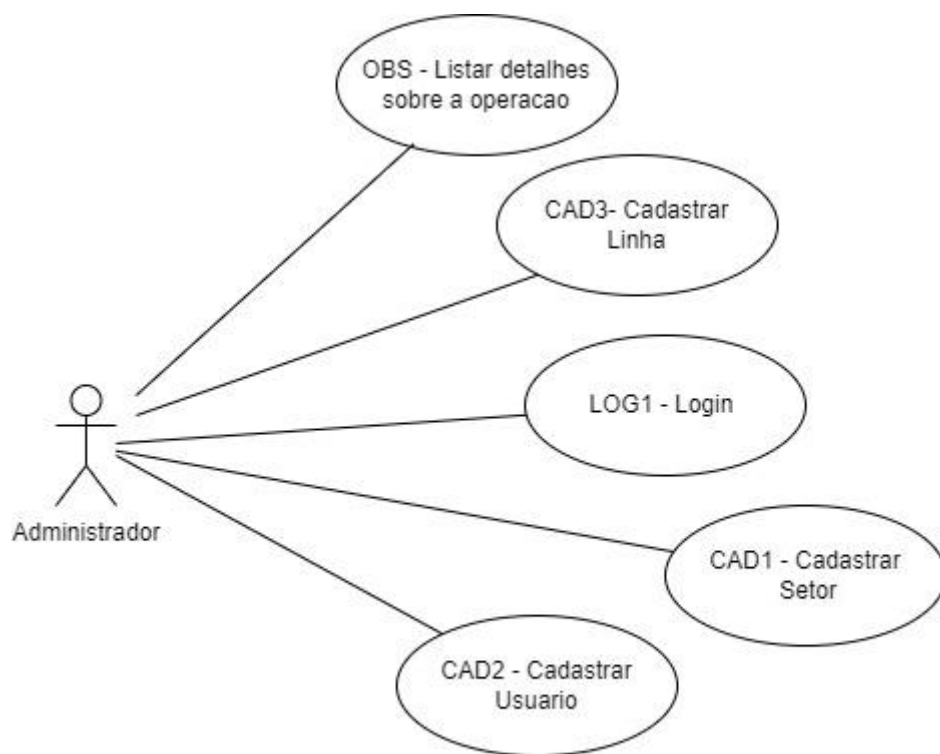 OBS - Listar detalhes
sobre a operacao
CAD3- Cadastrar
Linha
LOG1 - Login
Administrador
CAD1 - Cadastrar
Setor
CAD2 - Cadastrar
Usuario